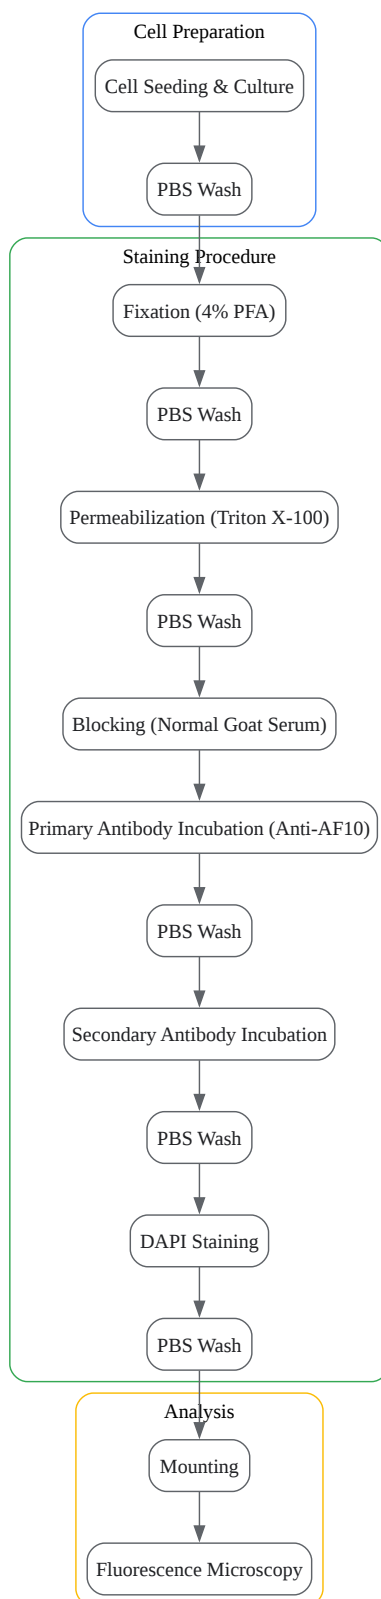 Cell Preparation
Cell Seeding & Culture
PBS Wash
Staining Procedure
Fixation (4% PFA)
PBS Wash
Permeabilization (Triton X-100)
PBS Wash
Blocking (Normal Goat Serum)
Primary Antibody Incubation (Anti-AF10)
PBS Wash
Secondary Antibody Incubation
PBS Wash
DAPI Staining
PBS Wash
Analysis
Mounting
Fluorescence Microscopy